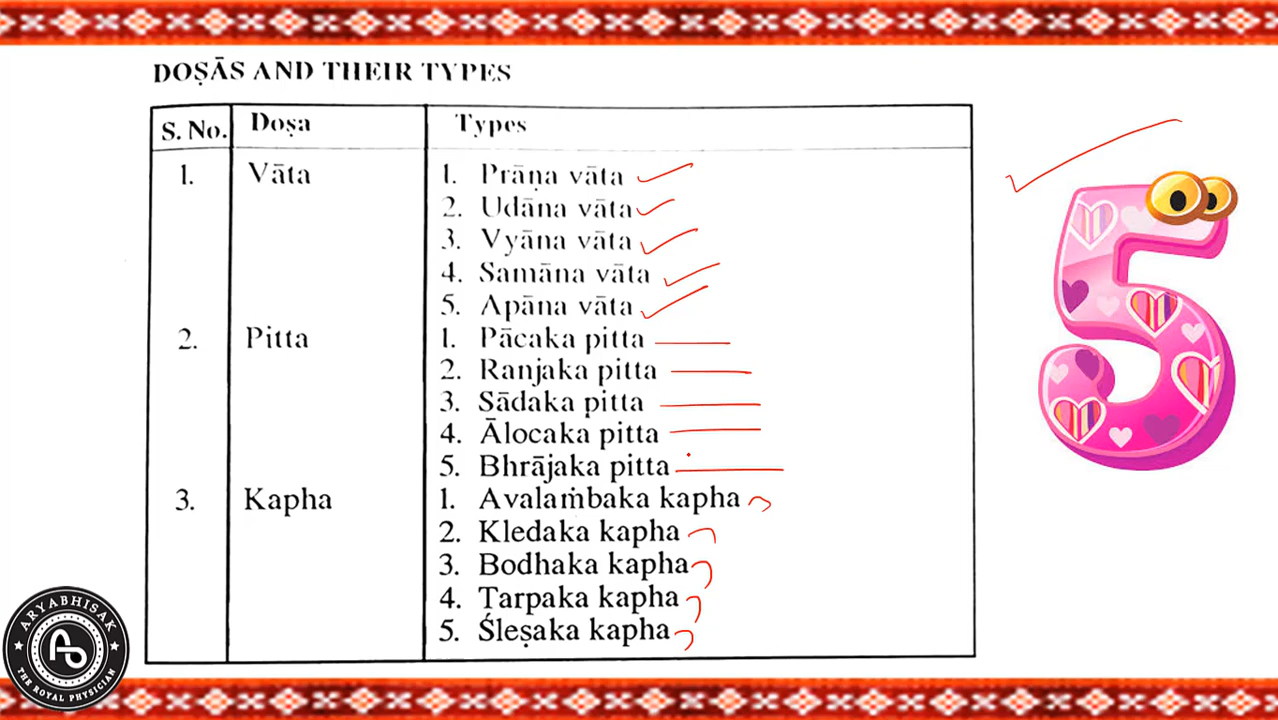 DOṢĀS AND THEIR TYPES
S. No. Doṣa Types
1. Vāta 1. Prāṇa vāta
2. Udāna vāta
3. Vyāna vāta
4. Samāna vāta
5. Apāna vāta
2. Pitta 1. Pācaka pitta
2. Ranjaka pitta
3. Sādaka pitta
4. Ālocaka pitta
5. Bhrājaka pitta
3. Kapha 1. Avalaṁbaka kapha
2. Kledaka kapha
3. Bodhaka kapha
4. Tarpaka kapha
5. Śleṣaka kapha
5
ARYABHISAK
THE ROYAL PHYSICIAN